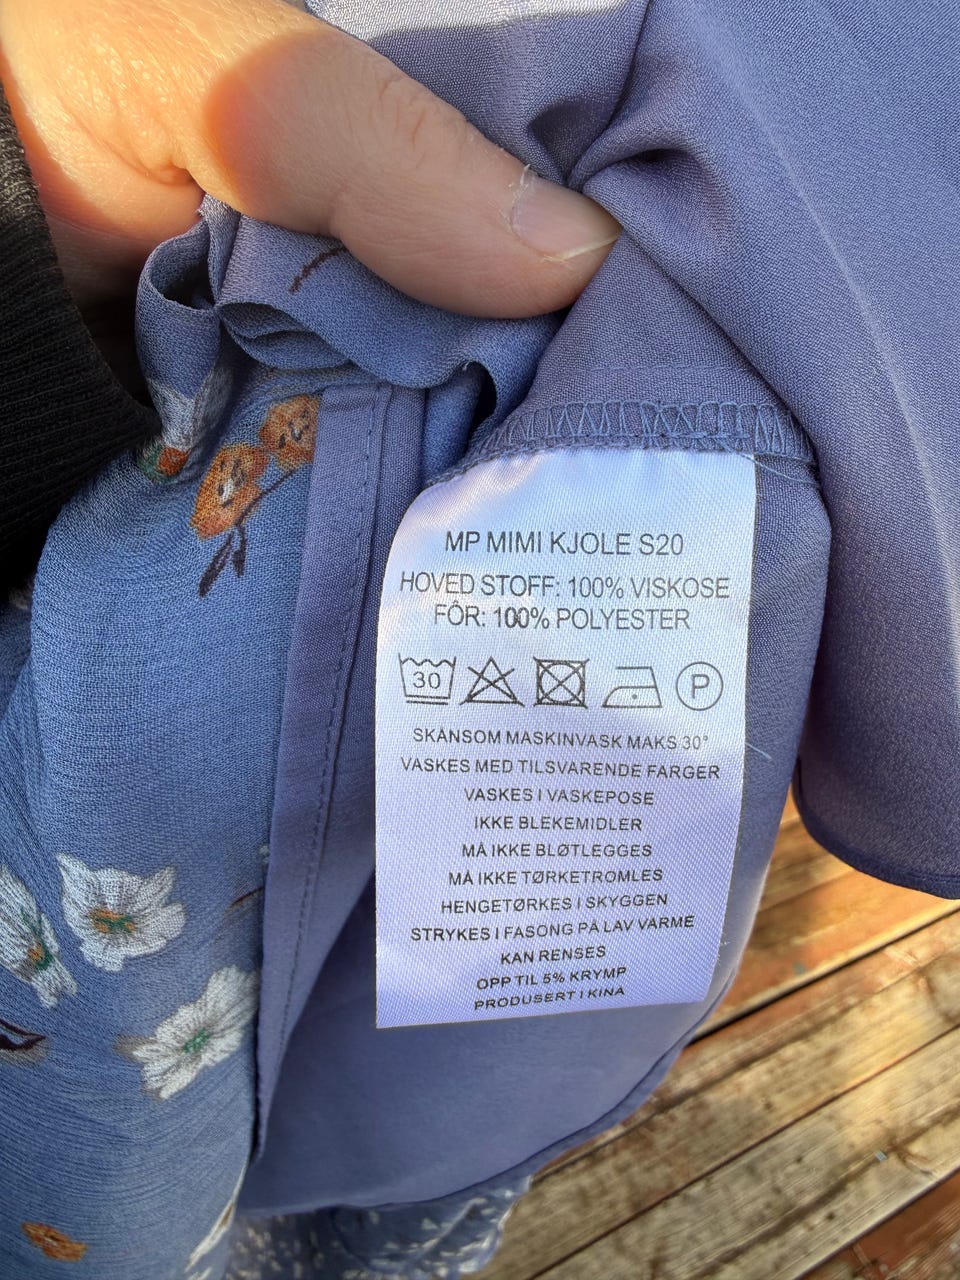 MP MIMI KJOLE S20
HOVED STOFF: 100% VISKOSE
FÔR: 100% POLYESTER
30 P
SKÅNSOM MASKINVASK MAKS 30°
VASKES MED TILSVARENDE FARGER
VASKES I VASKEPOSE
IKKE BLEKEMIDLER
MÅ IKKE BLØTLEGGES
MÅ IKKE TØRKETROMLES
HENGETØRKES I SKYGGEN
STRYKES I FASONG PÅ LAV VARME
KAN RENSES
OPP TIL 5% KRYMP
PRODUSERT I KINA